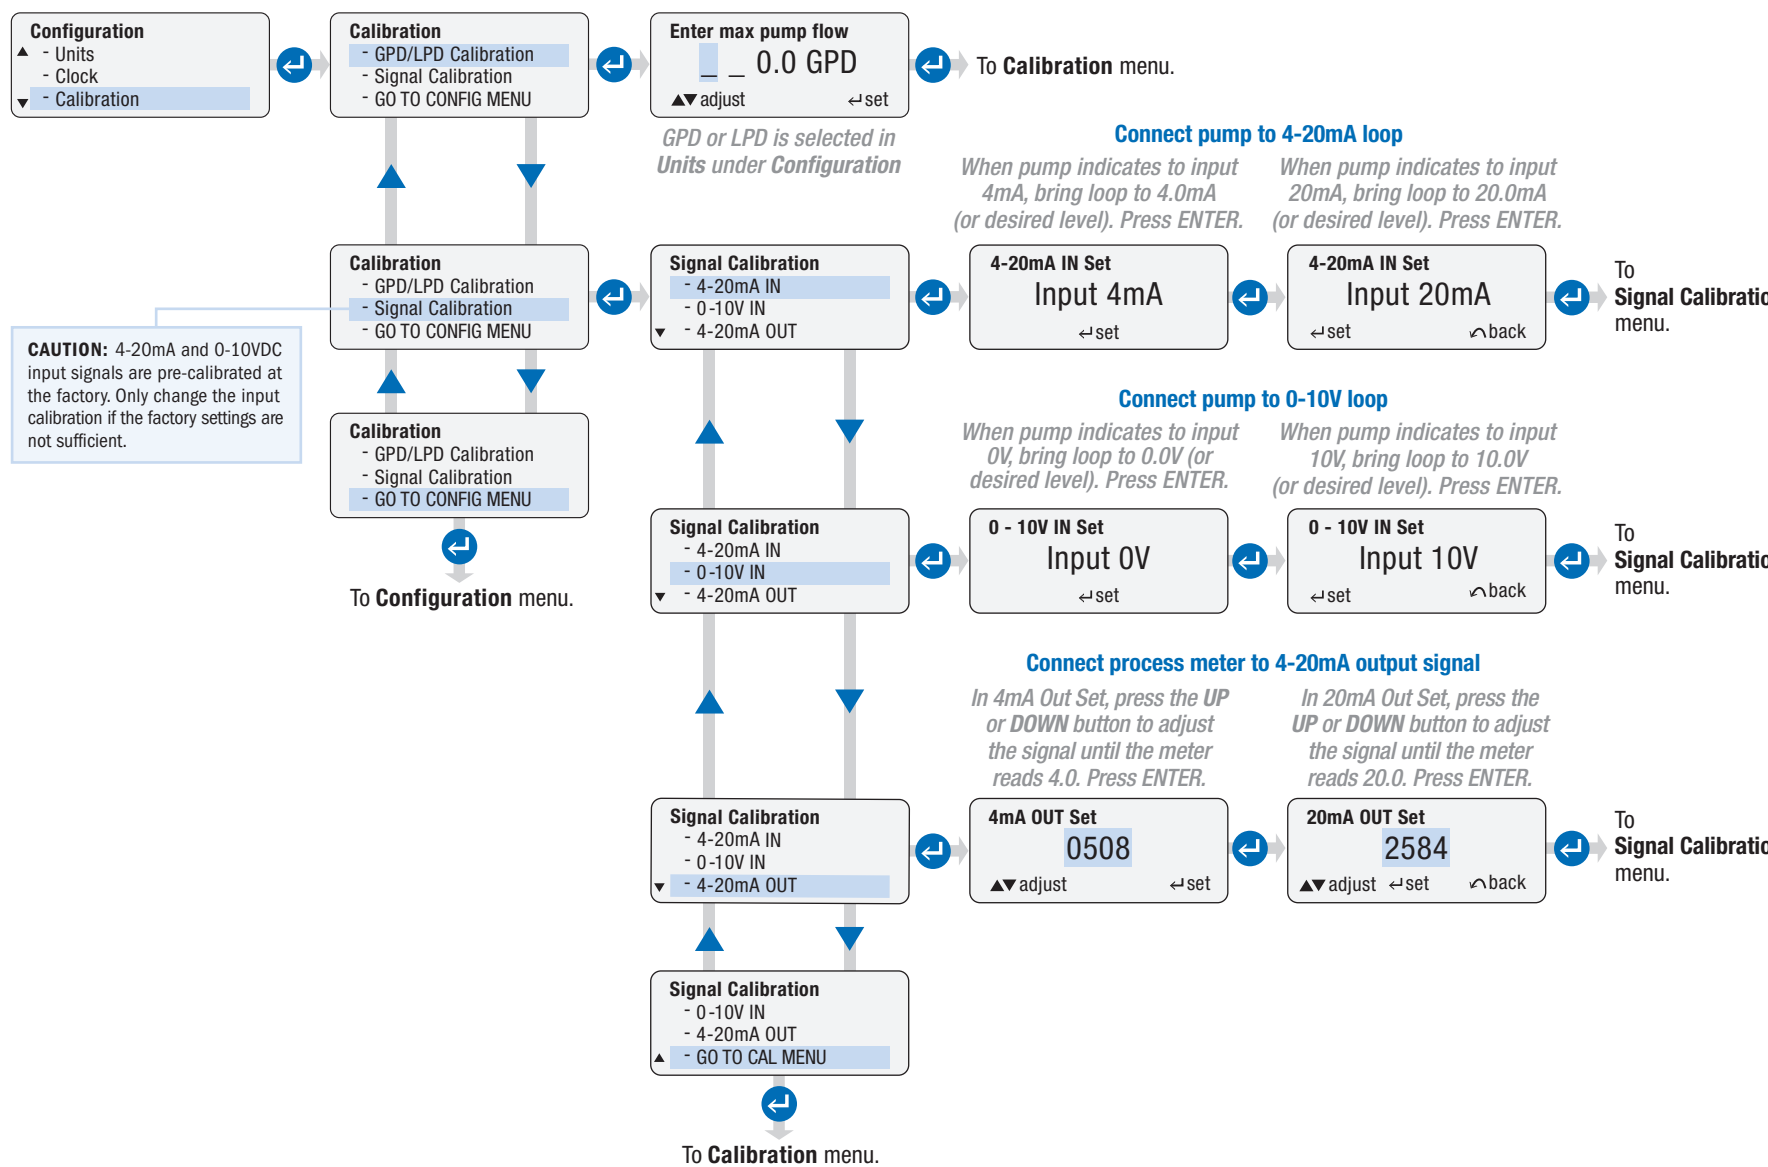 Configuration
- Units
- Clock
- Calibration
Calibration
- GPD/LPD Calibration
- Signal Calibration
- GO TO CONFIG MENU
Enter max pump flow
_ _ 0.0 GPD
▲▼ adjust ↵ set
To Calibration menu.
GPD or LPD is selected in
Units under Configuration
Connect pump to 4-20mA loop
When pump indicates to input
4mA, bring loop to 4.0mA
(or desired level). Press ENTER.
When pump indicates to input
20mA, bring loop to 20.0mA
(or desired level). Press ENTER.
Calibration
- GPD/LPD Calibration
- Signal Calibration
- GO TO CONFIG MENU
Signal Calibration
- 4-20mA IN
- 0-10V IN
- 4-20mA OUT
4-20mA IN Set
Input 4mA
↵ set
4-20mA IN Set
Input 20mA
↵ set ↶ back
To
Signal Calibratio
menu.
CAUTION: 4-20mA and 0-10VDC
input signals are pre-calibrated at
the factory. Only change the input
calibration if the factory settings are
not sufficient.
Calibration
- GPD/LPD Calibration
- Signal Calibration
- GO TO CONFIG MENU
To Configuration menu.
Connect pump to 0-10V loop
When pump indicates to input
0V, bring loop to 0.0V (or
desired level). Press ENTER.
When pump indicates to input
10V, bring loop to 10.0V
(or desired level). Press ENTER.
Signal Calibration
- 4-20mA IN
- 0-10V IN
- 4-20mA OUT
0 - 10V IN Set
Input 0V
↵ set
0 - 10V IN Set
Input 10V
↵ set ↶ back
To
Signal Calibratio
menu.
Connect process meter to 4-20mA output signal
In 4mA Out Set, press the UP
or DOWN button to adjust
the signal until the meter
reads 4.0. Press ENTER.
In 20mA Out Set, press the
UP or DOWN button to adjust
the signal until the meter
reads 20.0. Press ENTER.
Signal Calibration
- 4-20mA IN
- 0-10V IN
- 4-20mA OUT
4mA OUT Set
0508
▲▼ adjust ↵ set
20mA OUT Set
2584
▲▼ adjust ↵ set ↶ back
To
Signal Calibratio
menu.
Signal Calibration
- 0-10V IN
- 4-20mA OUT
- GO TO CAL MENU
To Calibration menu.